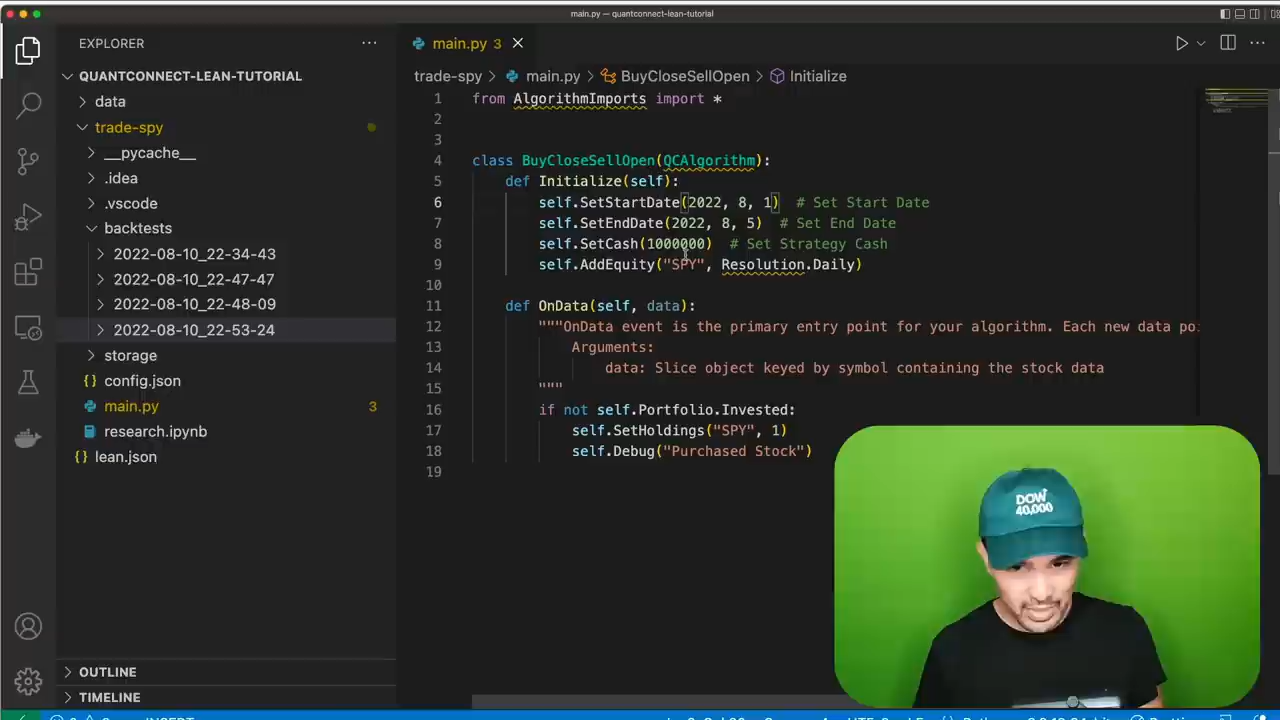 main.py — quantconnect-lean-tutorial
EXPLORER
QUANTCONNECT-LEAN-TUTORIAL
data
trade-spy
__pycache__
.idea
.vscode
backtests
2022-08-10_22-34-43
2022-08-10_22-47-47
2022-08-10_22-48-09
2022-08-10_22-53-24
storage
config.json
main.py 3
research.ipynb
lean.json
OUTLINE
TIMELINE
main.py 3
trade-spy > main.py > BuyCloseSellOpen > Initialize
1 from AlgorithmImports import *
2
3
4 class BuyCloseSellOpen(QCAlgorithm):
5 def Initialize(self):
6 self.SetStartDate(2022, 8, 1) # Set Start Date
7 self.SetEndDate(2022, 8, 5) # Set End Date
8 self.SetCash(1000000) # Set Strategy Cash
9 self.AddEquity("SPY", Resolution.Daily)
10
11 def OnData(self, data):
12 """OnData event is the primary entry point for your algorithm. Each new data poi
13 Arguments:
14 data: Slice object keyed by symbol containing the stock data
15 """
16 if not self.Portfolio.Invested:
17 self.SetHoldings("SPY", 1)
18 self.Debug("Purchased Stock")
19
DOW
40,000